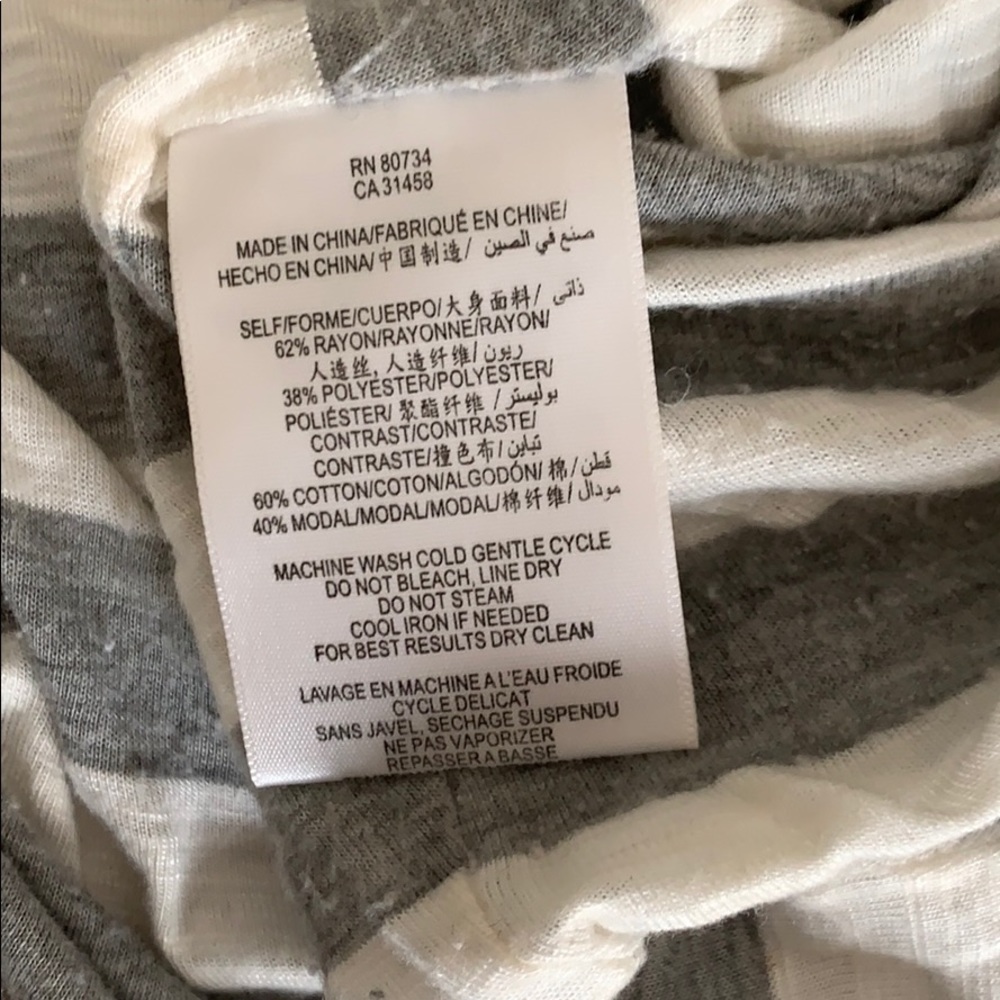 RN 80734
CA 31458
MADE IN CHINA/FABRIQUÉ EN CHINE/
HECHO EN CHINA/中国制造/ صنع في الصين
SELF/FORME/CUERPO/大身面料/ ذاتي
62% RAYON/RAYONNE/RAYON/
人造丝, 人造纤维/ ريون/
38% POLYESTER/POLYESTER/
POLIÉSTER/ 聚酯纤维 / بوليستر/
CONTRAST/CONTRASTE/
CONTRASTE/撞色布/ تباين/
60% COTTON/COTON/ALGODÓN/ 棉/ قطن/
40% MODAL/MODAL/MODAL/棉纤维/ مودال/
MACHINE WASH COLD GENTLE CYCLE
DO NOT BLEACH, LINE DRY
DO NOT STEAM
COOL IRON IF NEEDED
FOR BEST RESULTS DRY CLEAN
LAVAGE EN MACHINE A L'EAU FROIDE
CYCLE DELICAT
SANS JAVEL, SECHAGE SUSPENDU
NE PAS VAPORIZER
REPASSER A BASSE